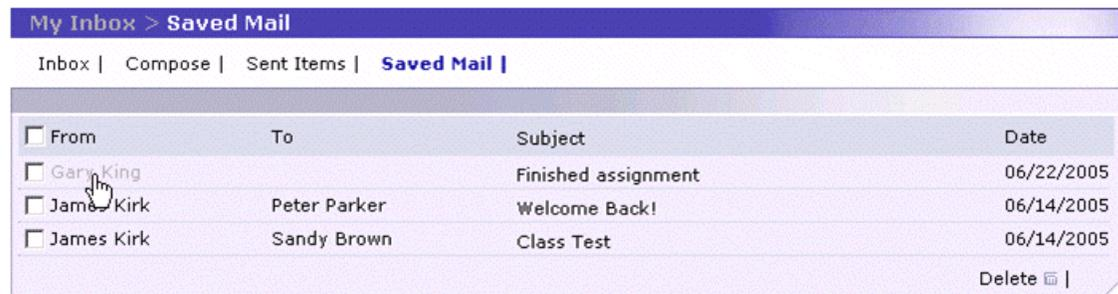 My Inbox > Saved Mail
Inbox | Compose | Sent Items | Saved Mail |
From To Subject Date
Gary King Finished assignment 06/22/2005
James Kirk Peter Parker Welcome Back! 06/14/2005
James Kirk Sandy Brown Class Test 06/14/2005
Delete |